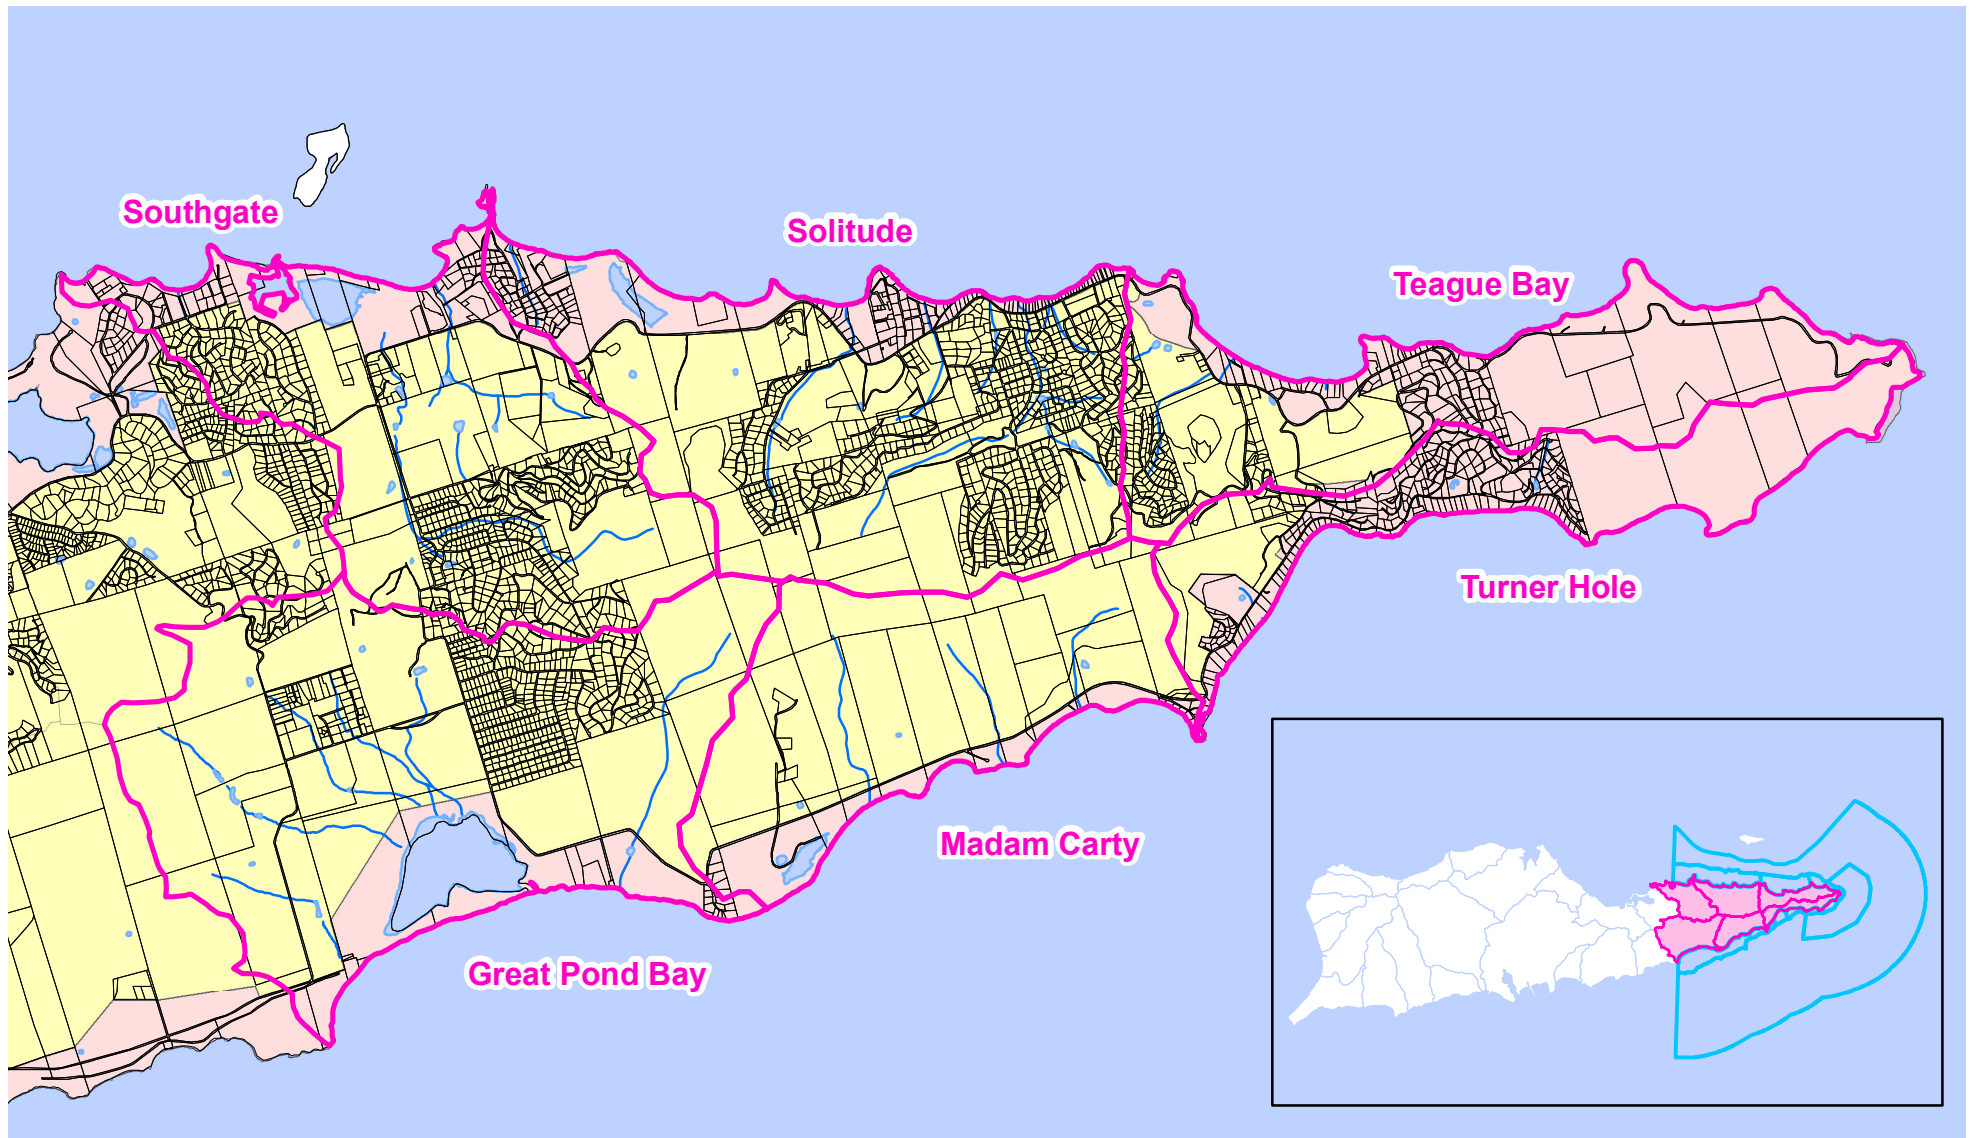 Southgate
Solitude
Teague Bay
Turner Hole
Madam Carty
Great Pond Bay